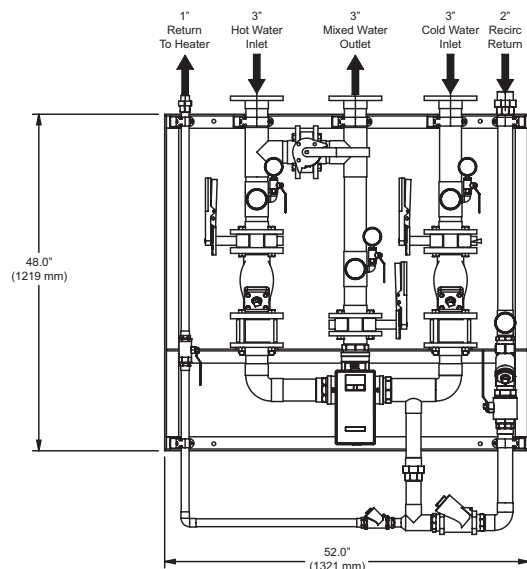 1"
Return
To Heater
3"
Hot Water
Inlet
3"
Mixed Water
Outlet
3"
Cold Water
Inlet
2"
Recirc
Return
48.0"
(1219 mm)
52.0"
(1321 mm)